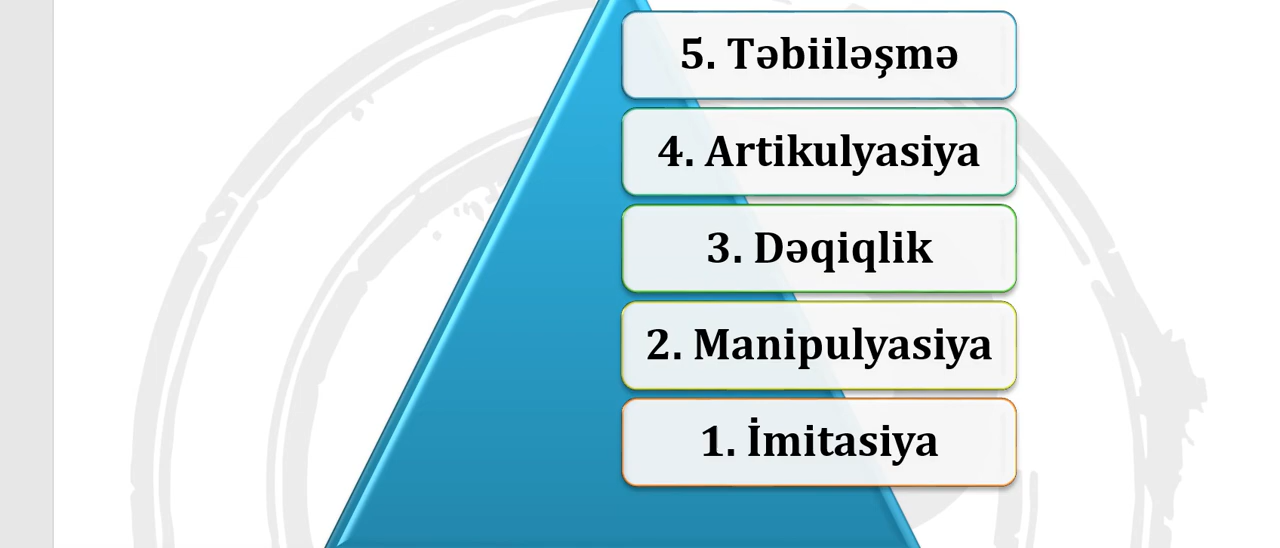 5. Təbiiləşmə
4. Artikulyasiya
3. Dəqiqlik
2. Manipulyasiya
1. İmitasiya